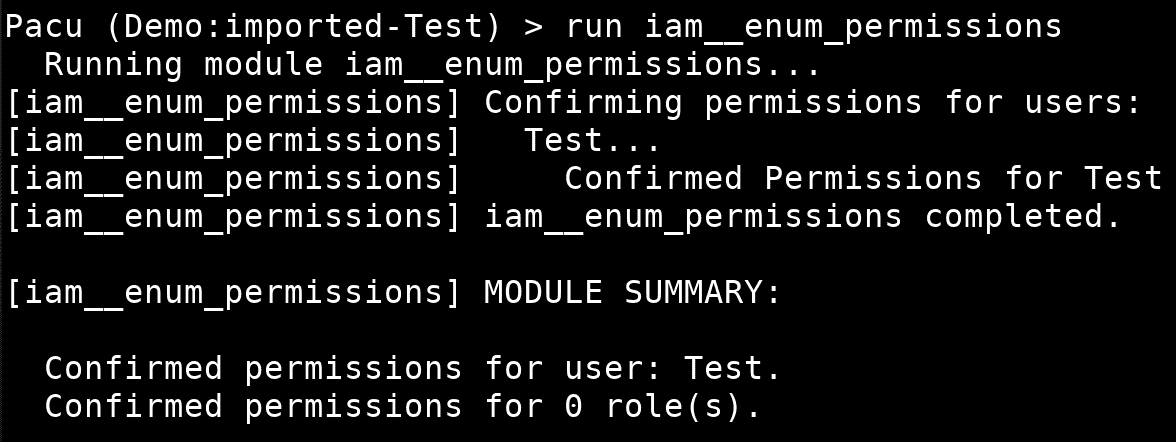 Pacu (Demo:imported-Test) > run iam__enum_permissions
  Running module iam__enum_permissions...
[iam__enum_permissions] Confirming permissions for users:
[iam__enum_permissions]   Test...
[iam__enum_permissions]     Confirmed Permissions for Test
[iam__enum_permissions] iam__enum_permissions completed.

[iam__enum_permissions] MODULE SUMMARY:

  Confirmed permissions for user: Test.
  Confirmed permissions for 0 role(s).